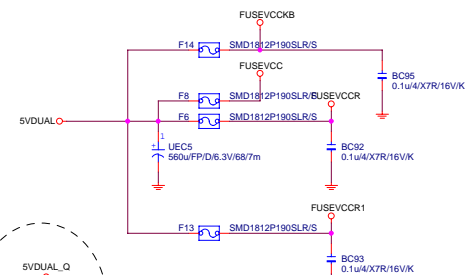 FUSEVCCKB
F14 SMD1812P190SLR/S
FUSEVCC
BC95
0.1u/4/X7R/16V/K
F8 SMD1812P190SLR/S
FUSEVCCR
F6 SMD1812P190SLR/S
5VDUAL
1
+
UEC5
560u/FP/D/6.3V/68/7m
BC92
0.1u/4/X7R/16V/K
FUSEVCCR1
F13 SMD1812P190SLR/S
5VDUAL_Q
BC93
0.1u/4/X7R/16V/K